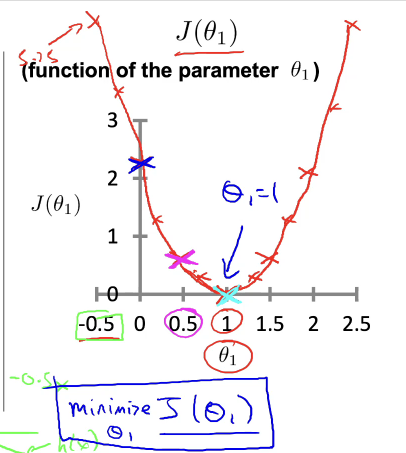 J(θ₁)
5.25
(function of the parameter θ₁)
3
2
J(θ₁)
1
0
θ₁=1
-0.5 0 0.5 1 1.5 2 2.5
θ₁
-0.5x
minimize J(θ₁)
θ₁
h(x)